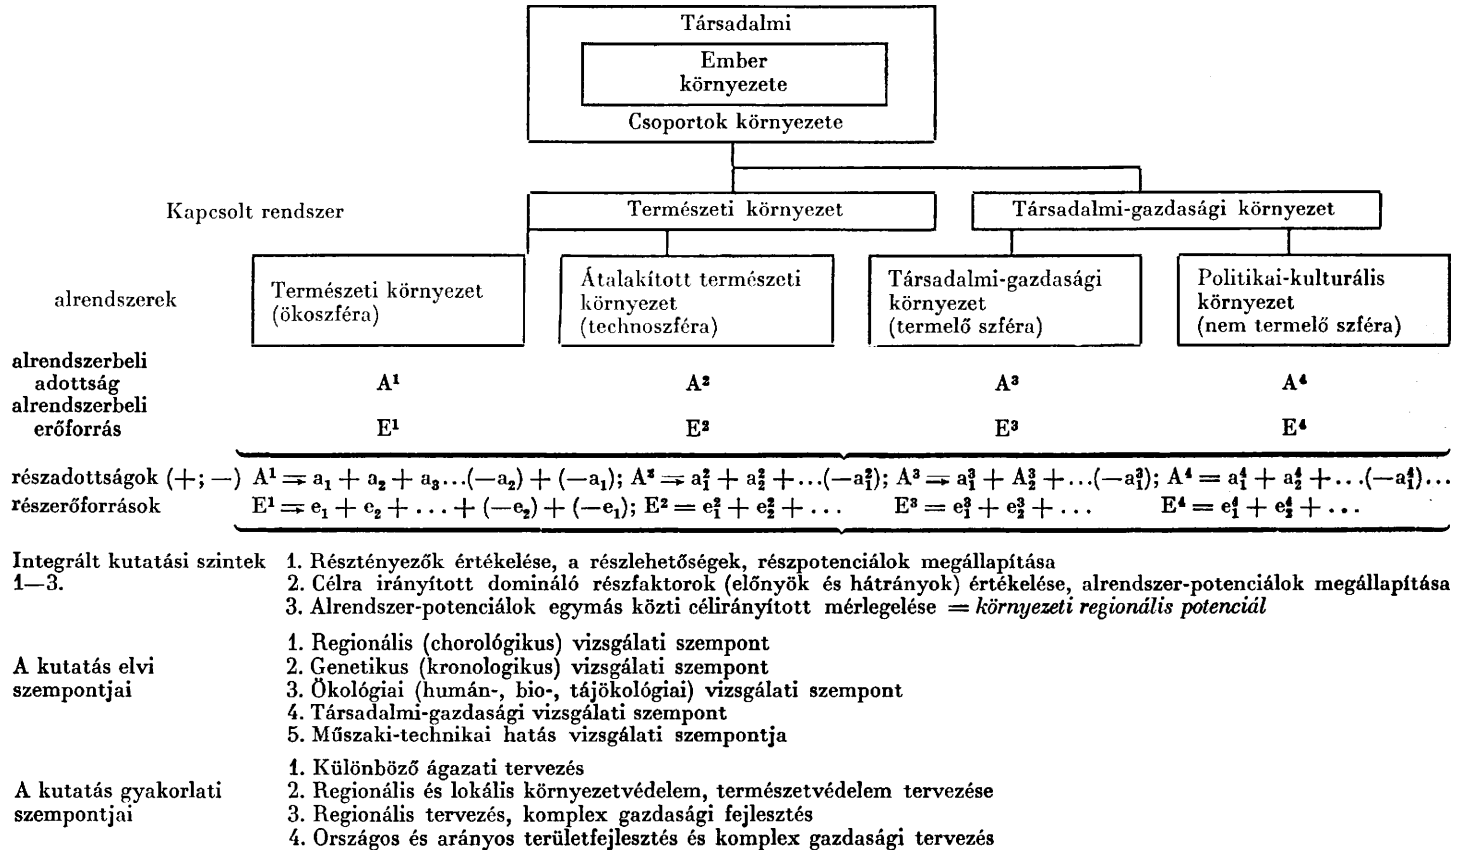 Társadalmi
Ember
környezete
Csoportok környezete
Kapcsolt rendszer
Természeti környezet
Társadalmi-gazdasági környezet
alrendszerek
Természeti környezet
(ökoszféra)
Átalakított természeti
környezet
(technoszféra)
Társadalmi-gazdasági
környezet
(termelő szféra)
Politikai-kulturális
környezet
(nem termelő szféra)
alrendszerbeli
adottság A¹ A² A³ A⁴
alrendszerbeli
erőforrás E¹ E² E³ E⁴
részadottságok (+; —) A¹ = a₁ + a₂ + a₃...(—a₂) + (—a₁); A² = a₁² + a₂² + ...(—a₁²); A³ = a₁³ + A₂³ + ...(—a₁³); A⁴ = a₁⁴ + a₂⁴ + ...(—a₁⁴)...
részerőforrások E¹ = e₁ + e₂ + ... + (—e₂) + (—e₁); E² = e₁² + e₂² + ... E³ = e₁³ + e₂³ + ... E⁴ = e₁⁴ + e₂⁴ + ...
Integrált kutatási szintek
1—3.
1. Résztényezők értékelése, a részlehetőségek, részpotenciálok megállapítása
2. Célra irányított domináló részfaktorok (előnyök és hátrányok) értékelése, alrendszer-potenciálok megállapítása
3. Alrendszer-potenciálok egymás közti célirányított mérlegelése = környezeti regionális potenciál
A kutatás elvi
szempontjai
1. Regionális (chorológikus) vizsgálati szempont
2. Genetikus (kronologikus) vizsgálati szempont
3. Ökológiai (humán-, bio-, tájökológiai) vizsgálati szempont
4. Társadalmi-gazdasági vizsgálati szempont
5. Műszaki-technikai hatás vizsgálati szempontja
A kutatás gyakorlati
szempontjai
1. Különböző ágazati tervezés
2. Regionális és lokális környezetvédelem, természetvédelem tervezése
3. Regionális tervezés, komplex gazdasági fejlesztés
4. Országos és arányos területfejlesztés és komplex gazdasági tervezés